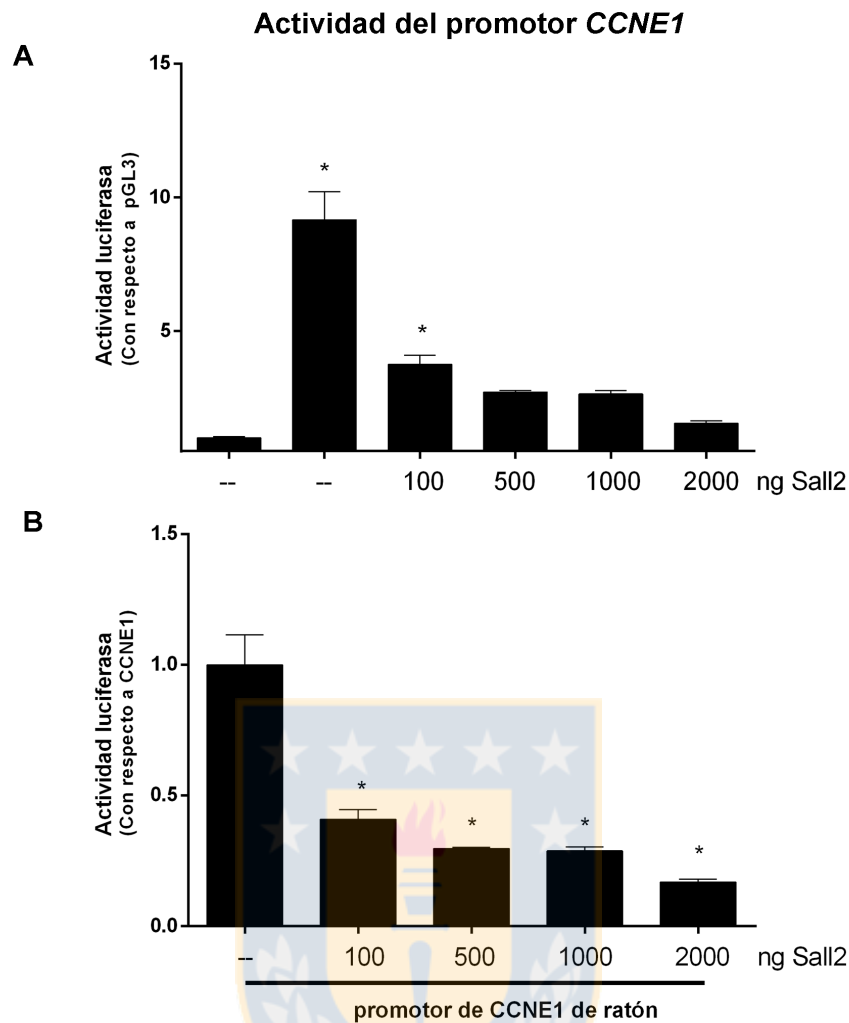 Actividad del promotor CCNE1
A
15
10
5
Actividad luciferasa
(Con respecto a pGL3)
*
*
-- -- 100 500 1000 2000 ng Sall2
B
1.5
1.0
0.5
0.0
Actividad luciferasa
(Con respecto a CCNE1)
*
*
*
*
-- 100 500 1000 2000 ng Sall2
promotor de CCNE1 de ratón